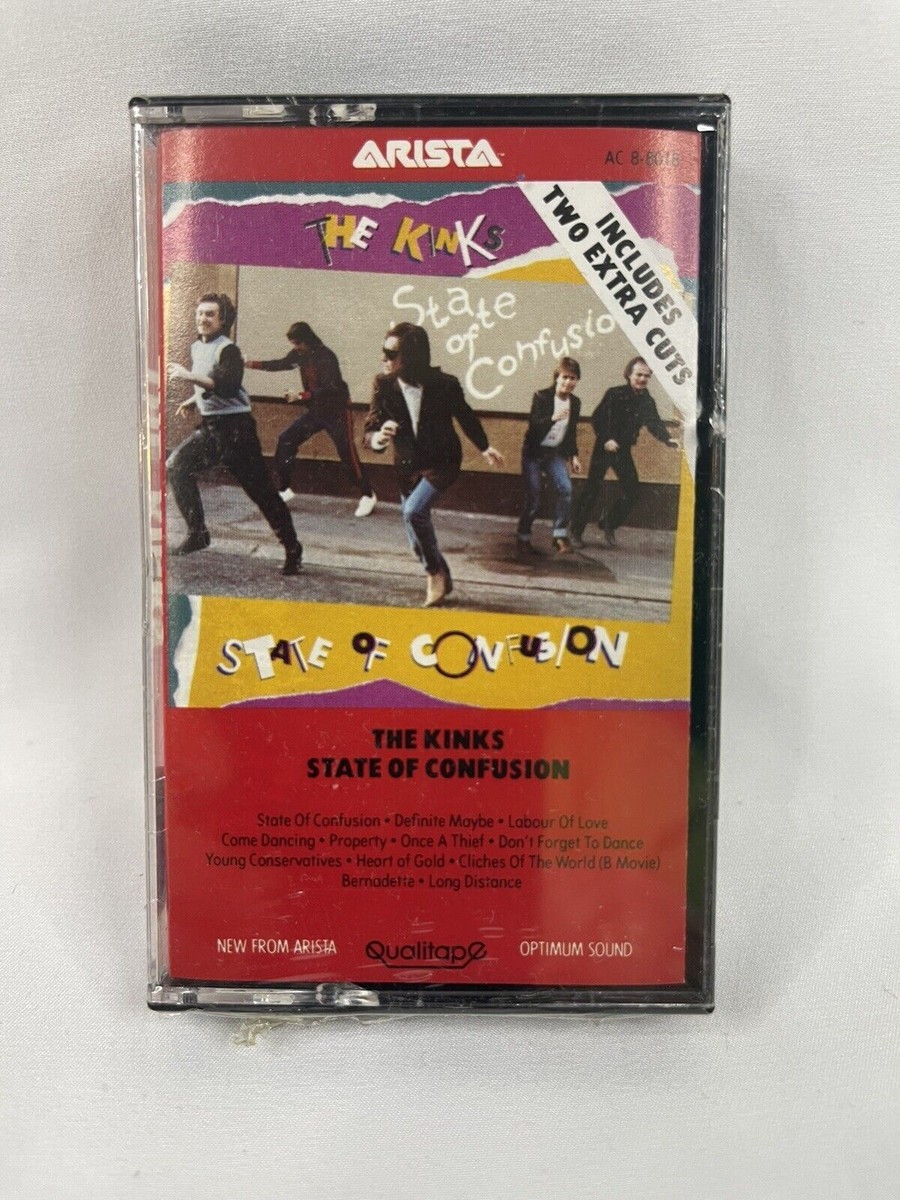 ARISTA
AC 8-8018
THE KINKS
INCLUDES
TWO EXTRA CUTS
State
of
Confusio
STATE OF CONFUSION
THE KINKS
STATE OF CONFUSION
State Of Confusion • Definite Maybe • Labour Of Love
Come Dancing • Property • Once A Thief • Don't Forget To Dance
Young Conservatives • Heart of Gold • Cliches Of The World (B Movie)
Bernadette • Long Distance
NEW FROM ARISTA
Qualitape
OPTIMUM SOUND